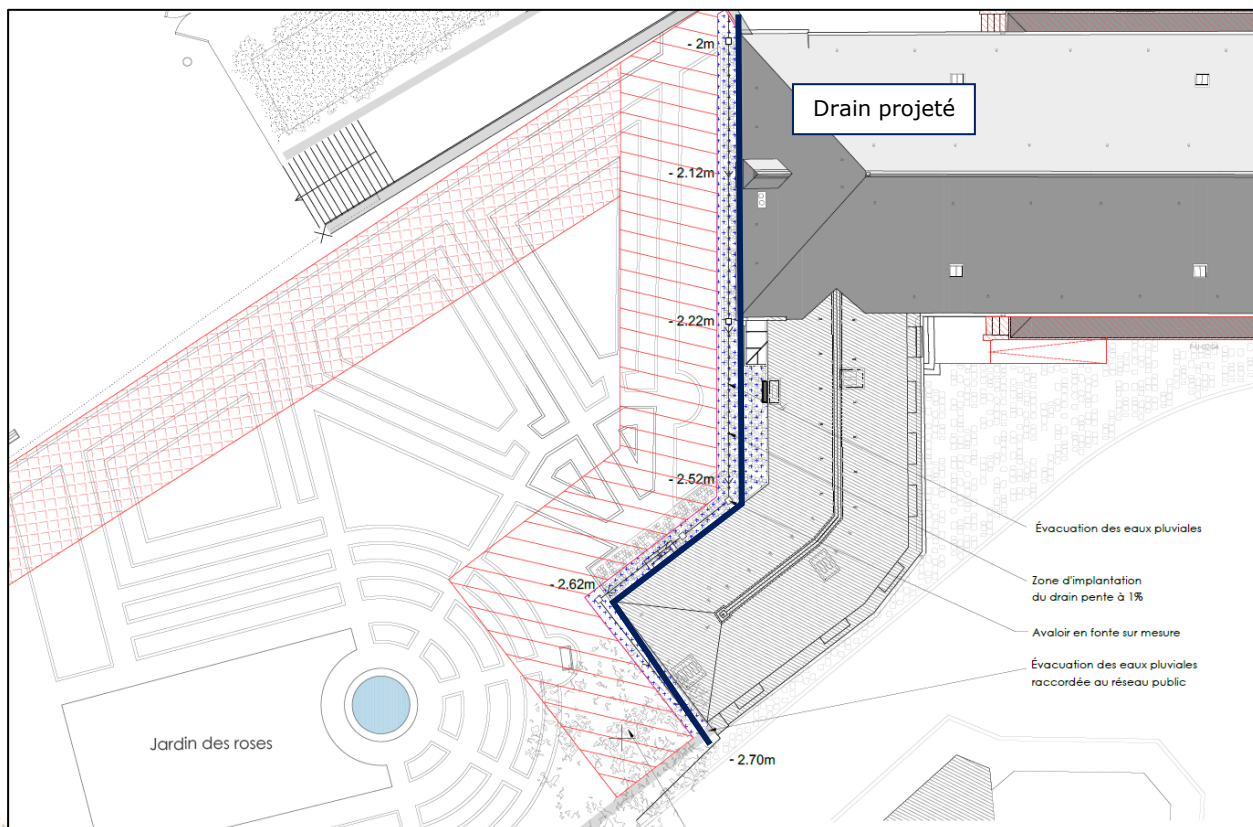 - 2m
Drain projeté
- 2.12m
- 2.22m
- 2.52m
Évacuation des eaux pluviales
- 2.62m
Zone d'implantation
du drain pente à 1%
Avaloir en fonte sur mesure
Évacuation des eaux pluviales
raccordée au réseau public
Jardin des roses
- 2.70m